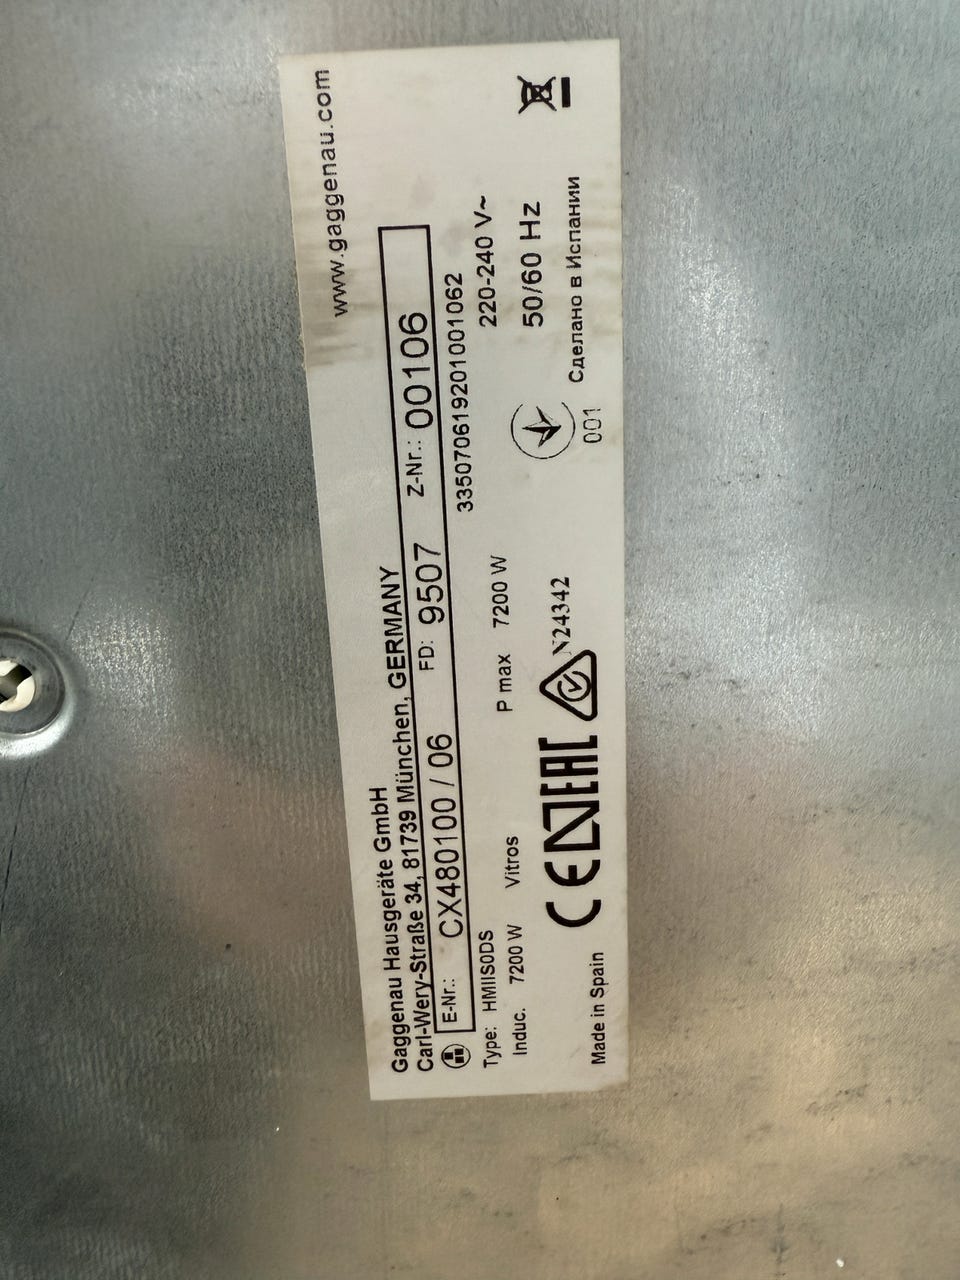 www.gaggenau.com
Gaggenau Hausgeräte GmbH
Carl-Wery-Straße 34, 81739 München, GERMANY
E-Nr.: CX480100 / 06 FD: 9507 Z-Nr.: 00106
Type: HMIIS0DS 335070619201001062
Induc. 7200 W Vitros P max 7200 W 220-240 V~
50/60 Hz
CE EAC N24342
Made in Spain 001 Сделано в Испании